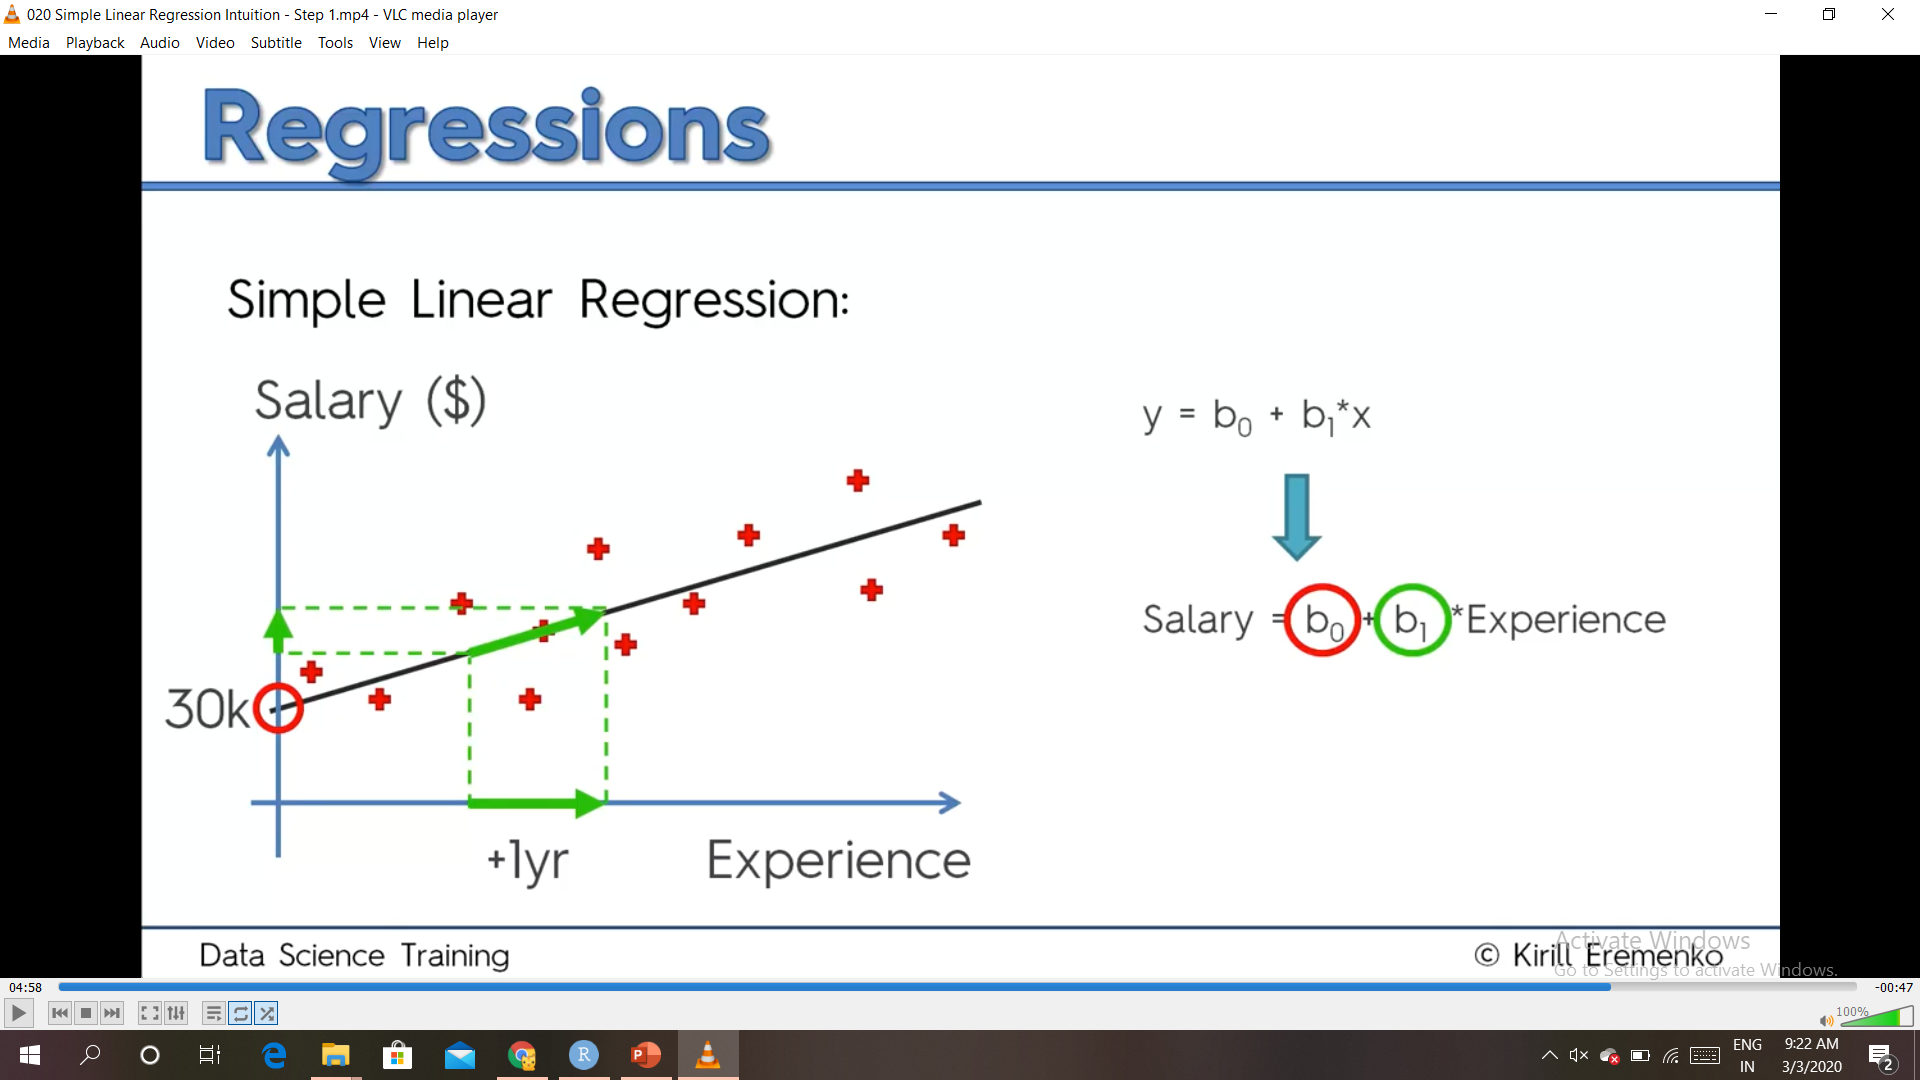 020 Simple Linear Regression Intuition - Step 1.mp4 - VLC media player
Media Playback Audio Video Subtitle Tools View Help
Regressions
Simple Linear Regression:
Salary ($)
y = b₀ + b₁*x
Salary = b₀ + b₁*Experience
30k
+1yr
Experience
Data Science Training
© Kirill Eremenko
Activate Windows
Go to Settings to activate Windows.
04:58
-00:47
100%
ENG
IN
9:22 AM
3/3/2020
2